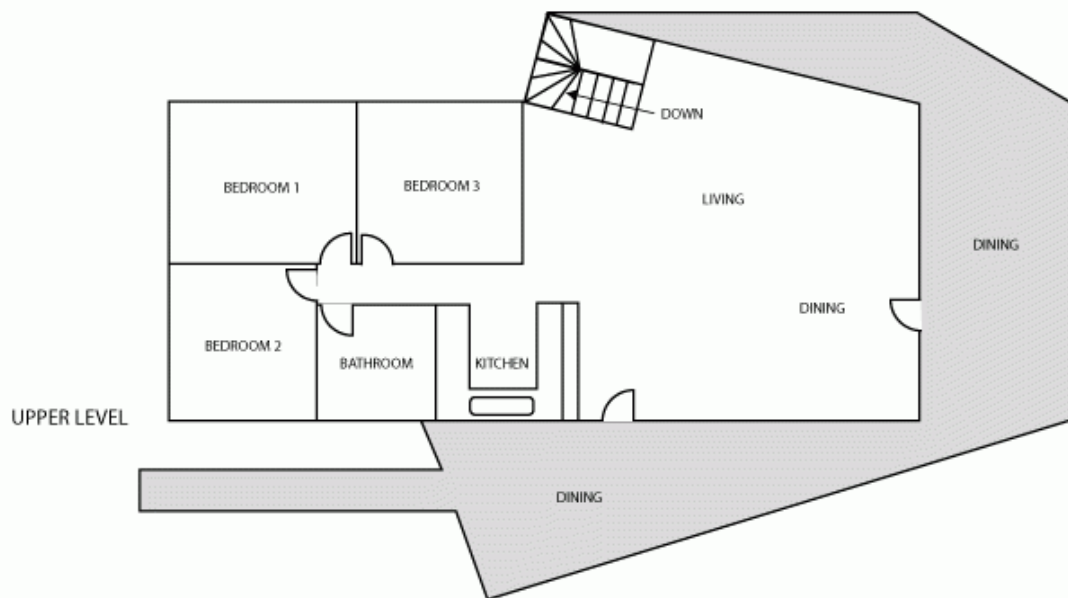 DOWN
BEDROOM 1
BEDROOM 3
LIVING
DINING
DINING
BEDROOM 2
BATHROOM
KITCHEN
UPPER LEVEL
DINING